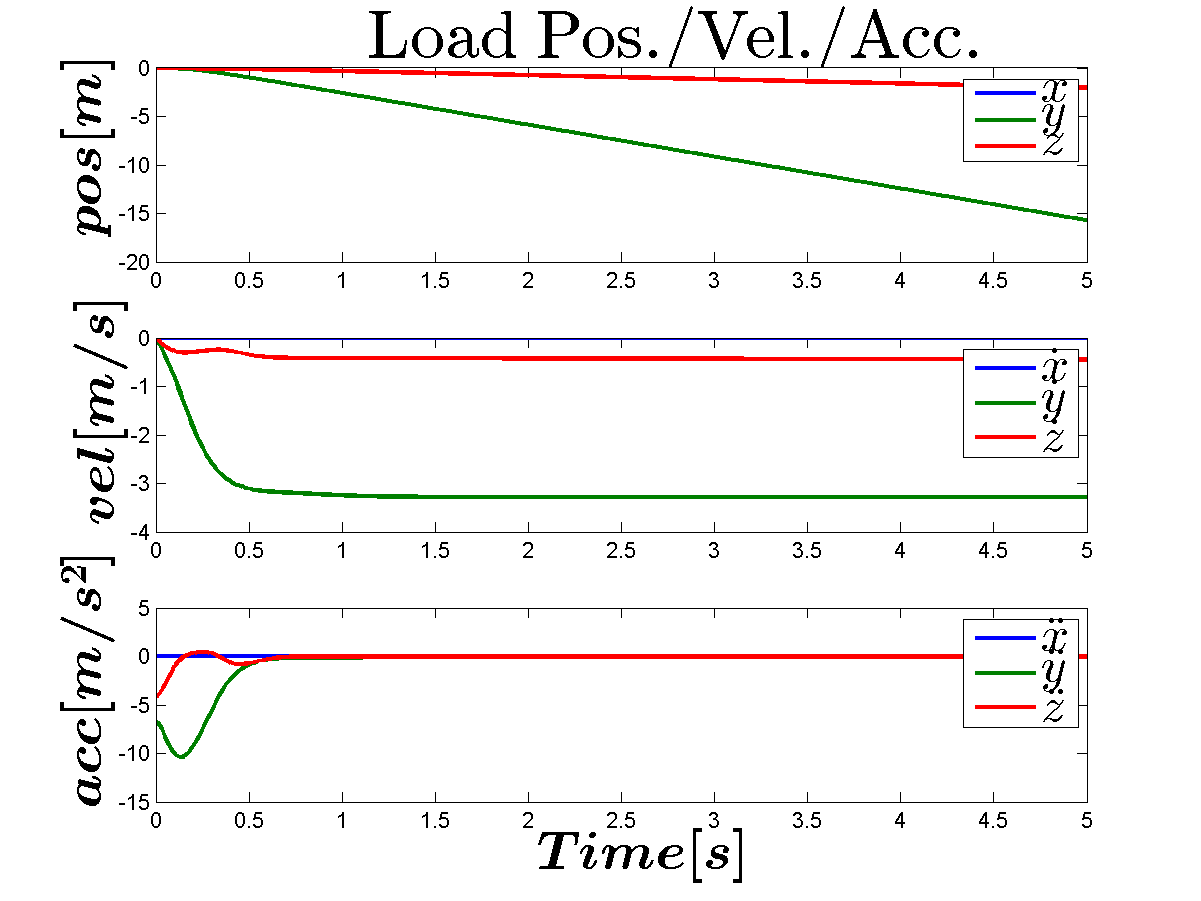 Load Pos./Vel./Acc.
pos[m]
0
-5
-10
-15
-20
x
y
z
0 0.5 1 1.5 2 2.5 3 3.5 4 4.5 5
vel[m/s]
0
-1
-2
-3
-4
ẋ
ẏ
ż
0 0.5 1 1.5 2 2.5 3 3.5 4 4.5 5
acc[m/s²]
5
0
-5
-10
-15
ẍ
ÿ
z̈
0 0.5 1 1.5 2 2.5 3 3.5 4 4.5 5
Time[s]